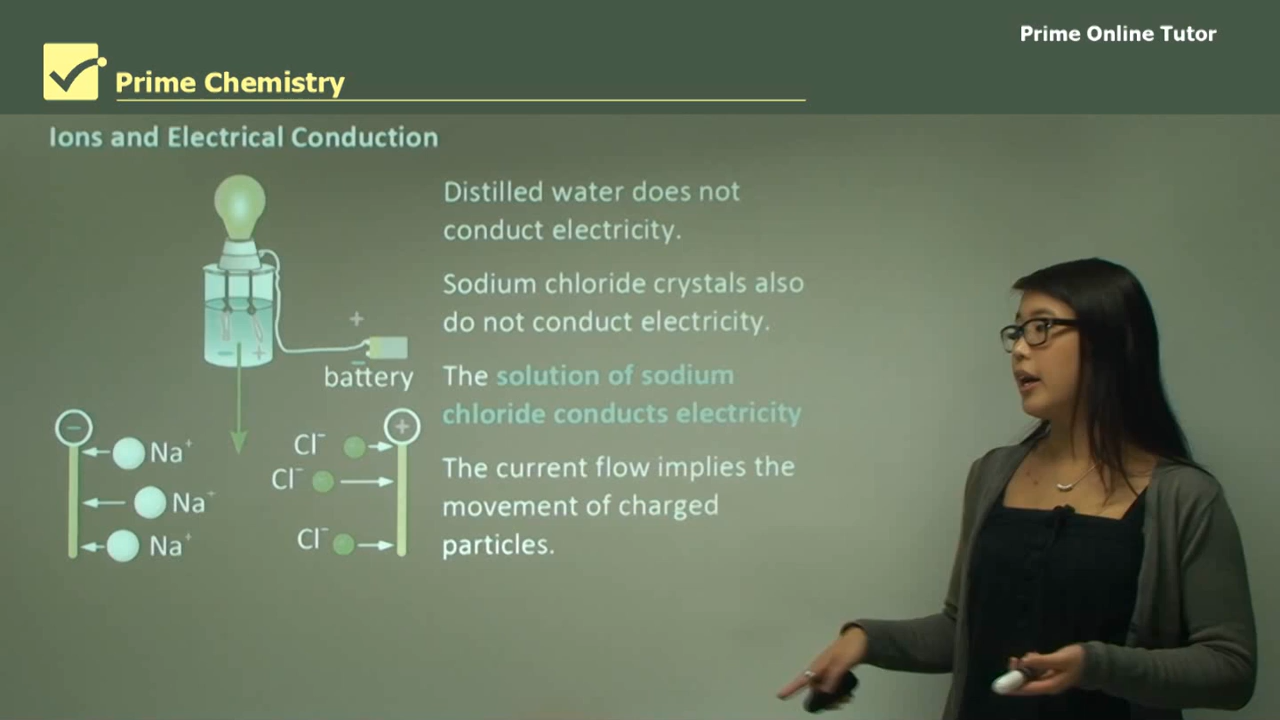 Prime Online Tutor
Prime Chemistry
Ions and Electrical Conduction
Distilled water does not
conduct electricity.
Sodium chloride crystals also
do not conduct electricity.
The solution of sodium
chloride conducts electricity
The current flow implies the
movement of charged
particles.
+
− +
−
battery
− +
Na⁺ Cl⁻
Cl⁻
Na⁺
Na⁺ Cl⁻